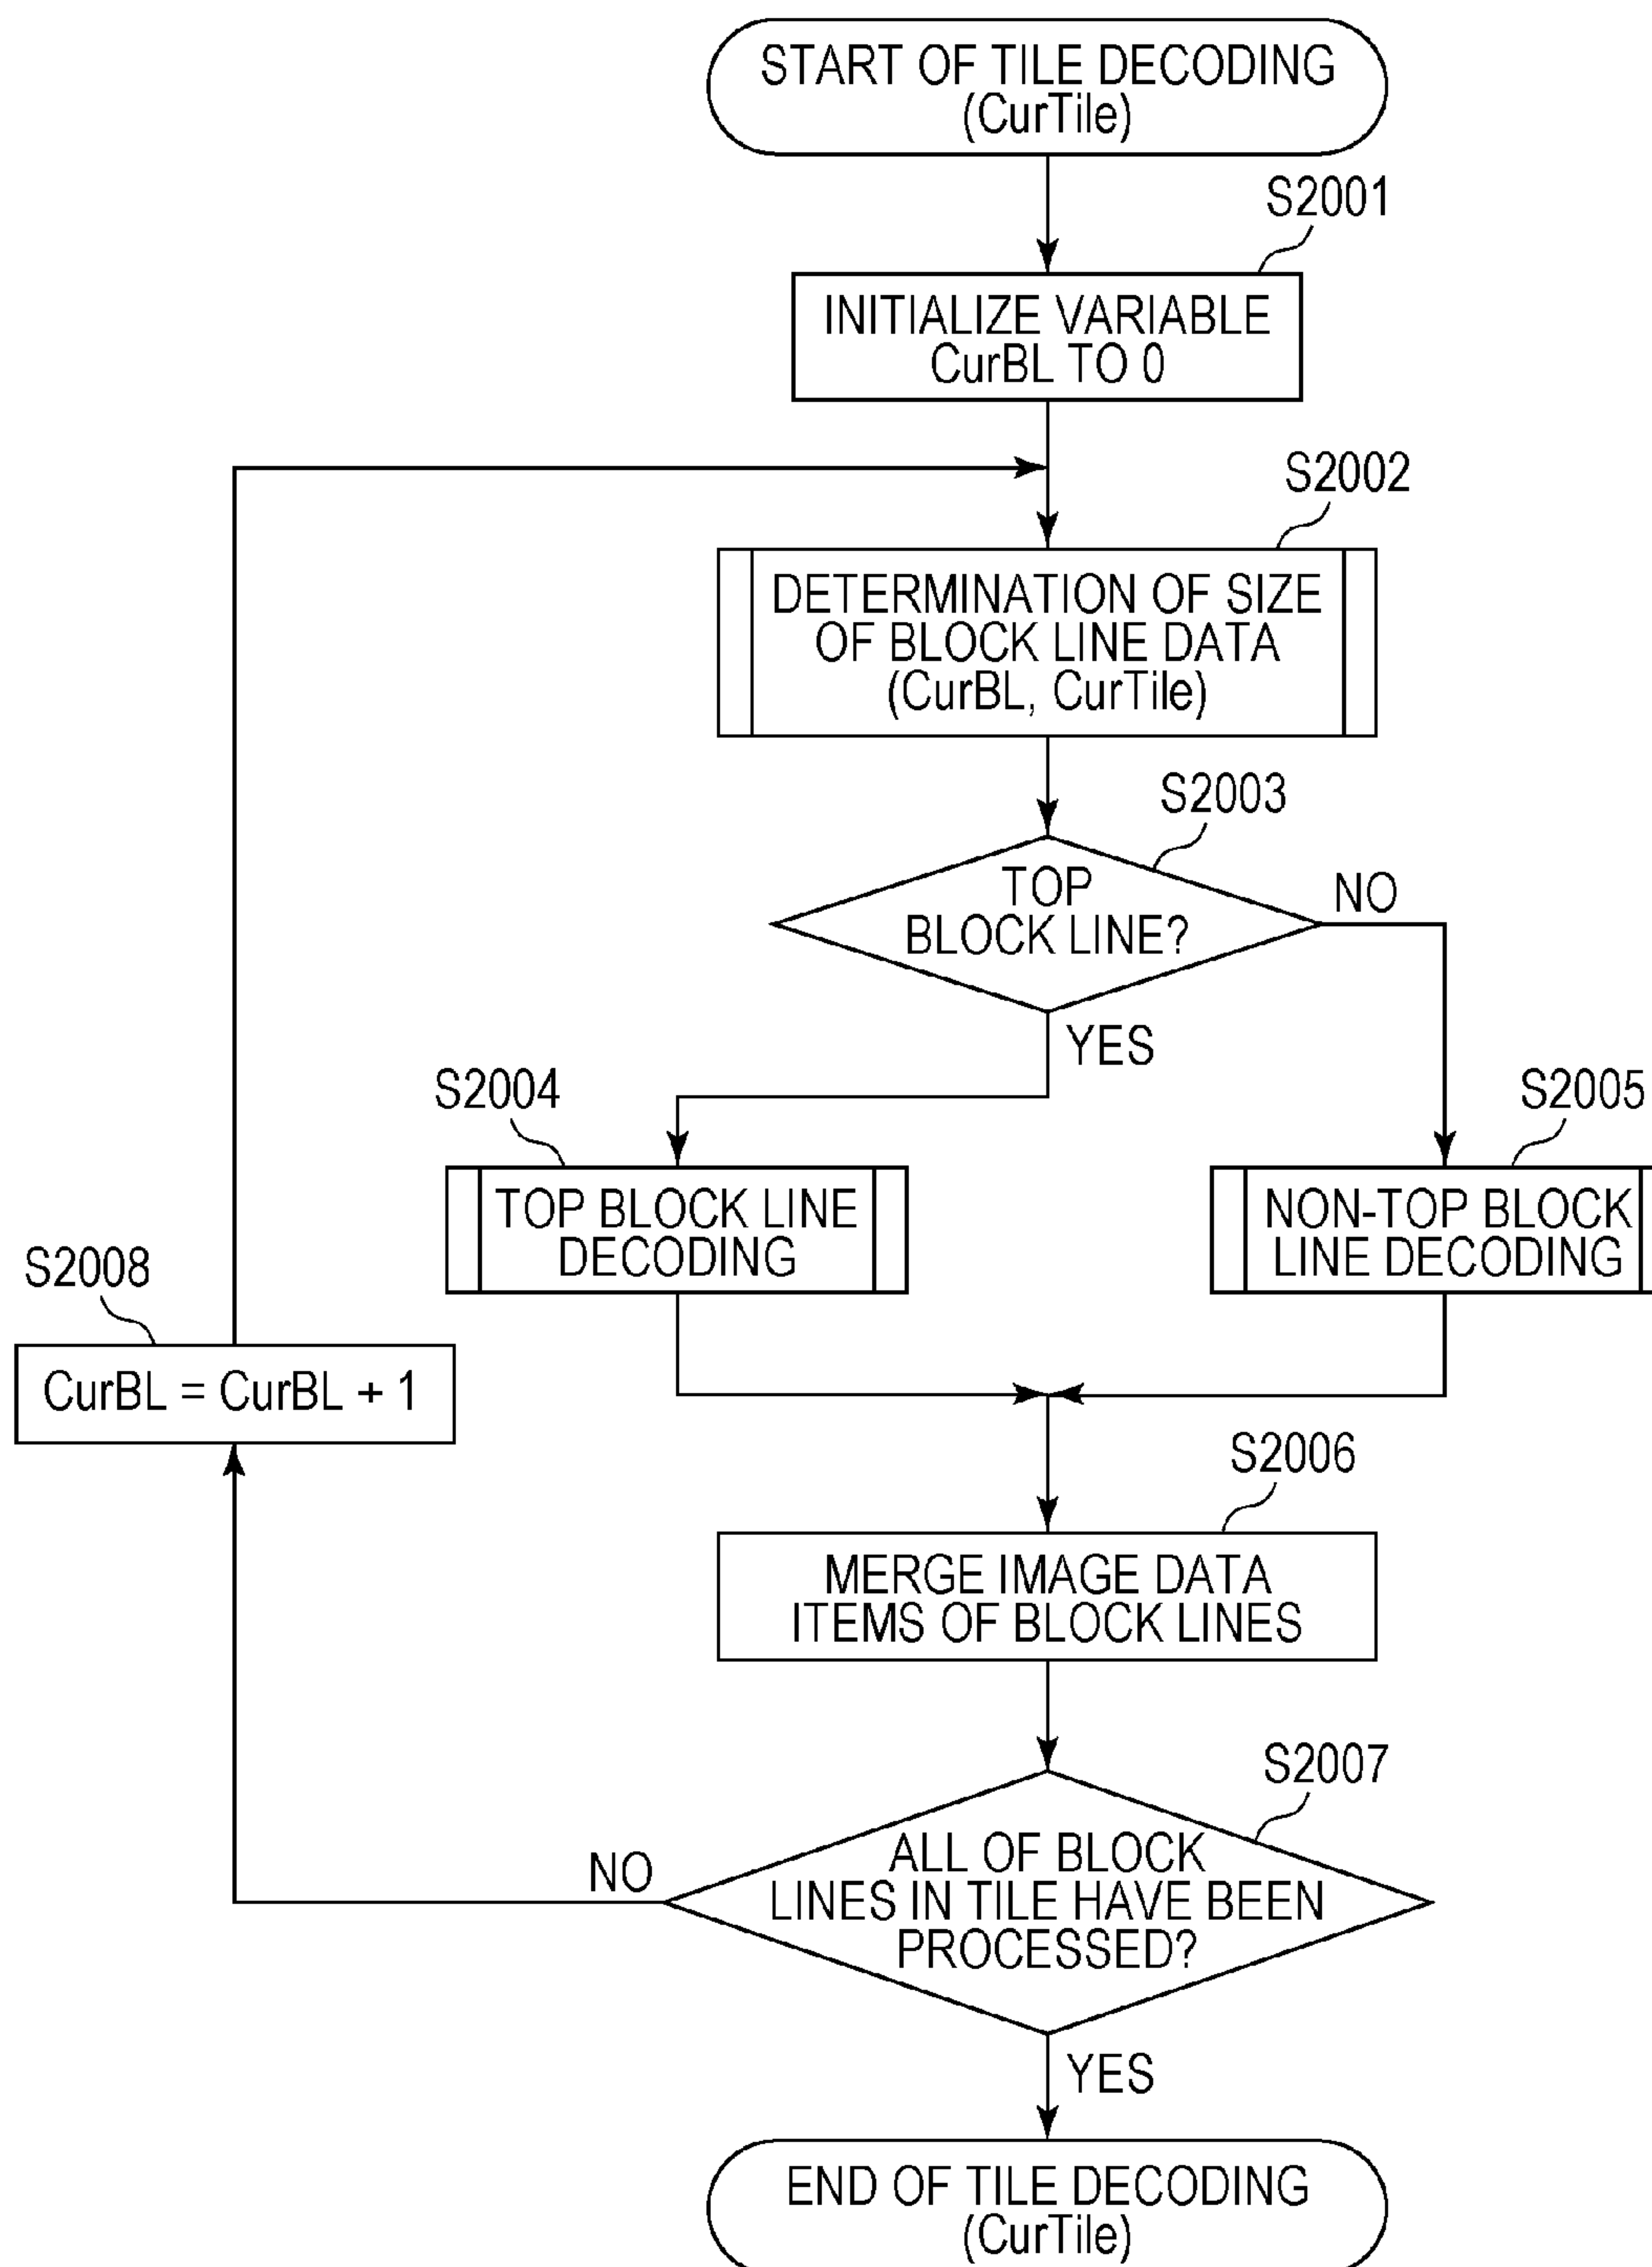 START OF TILE DECODING
(CurTile)
S2001
INITIALIZE VARIABLE
CurBL TO 0
S2002
DETERMINATION OF SIZE
OF BLOCK LINE DATA
(CurBL, CurTile)
S2003
TOP
BLOCK LINE?
NO
YES
S2004
TOP BLOCK LINE
DECODING
S2005
NON-TOP BLOCK
LINE DECODING
S2008
CurBL = CurBL + 1
S2006
MERGE IMAGE DATA
ITEMS OF BLOCK LINES
S2007
ALL OF BLOCK
LINES IN TILE HAVE BEEN
PROCESSED?
NO
YES
END OF TILE DECODING
(CurTile)